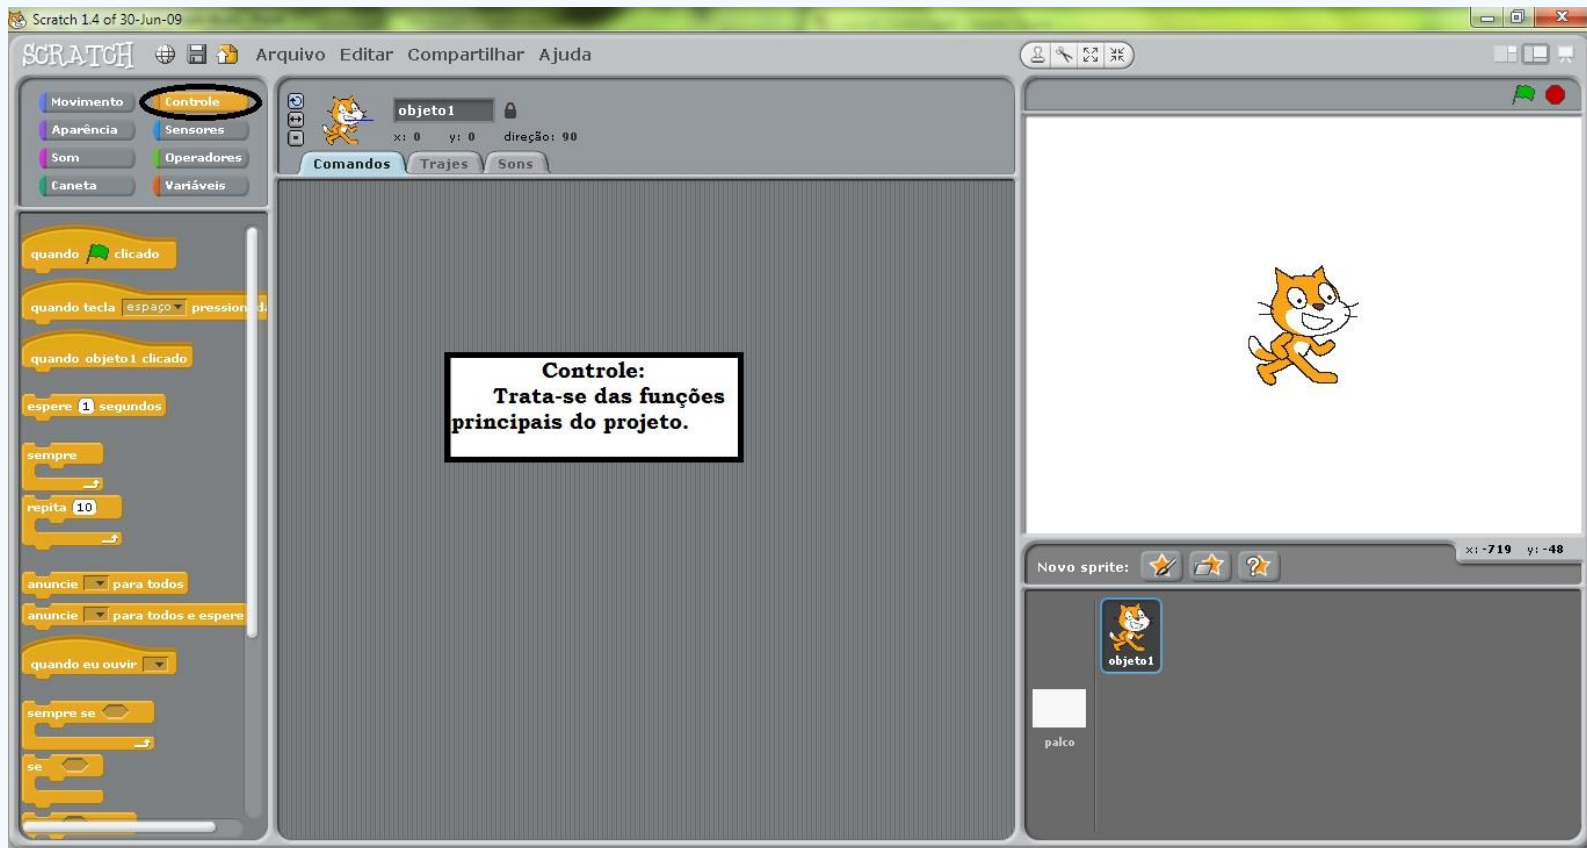 Scratch 1.4 of 30-Jun-09
SCRATCH Arquivo Editar Compartilhar Ajuda
Movimento Controle
Aparência Sensores
Som Operadores
Caneta Variáveis
objeto1
x: 0 y: 0 direção: 90
Comandos Trajes Sons
quando clicado
quando tecla espaço
quando objeto1 clicado
espere 1 segundos
sempre
repita 10
anuncie para todos
anuncie para todos e espere
quando eu ouvir
sempre se
se
Controle:
Trata-se das funções
principais do projeto.
x: -719 y: -48
Novo sprite:
objeto1
palco